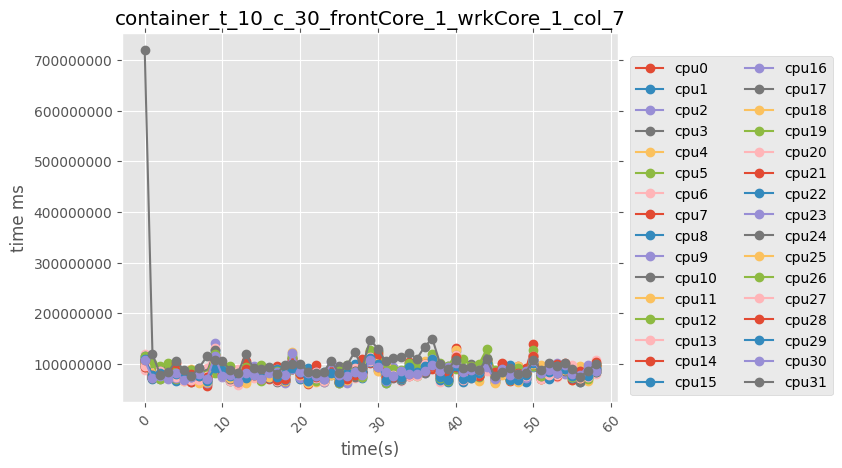 container_t_10_c_30_frontCore_1_wrkCore_1_col_7
time ms
700000000
600000000
500000000
400000000
300000000
200000000
100000000
0
10
20
30
40
50
60
time(s)
cpu0
cpu1
cpu2
cpu3
cpu4
cpu5
cpu6
cpu7
cpu8
cpu9
cpu10
cpu11
cpu12
cpu13
cpu14
cpu15
cpu16
cpu17
cpu18
cpu19
cpu20
cpu21
cpu22
cpu23
cpu24
cpu25
cpu26
cpu27
cpu28
cpu29
cpu30
cpu31